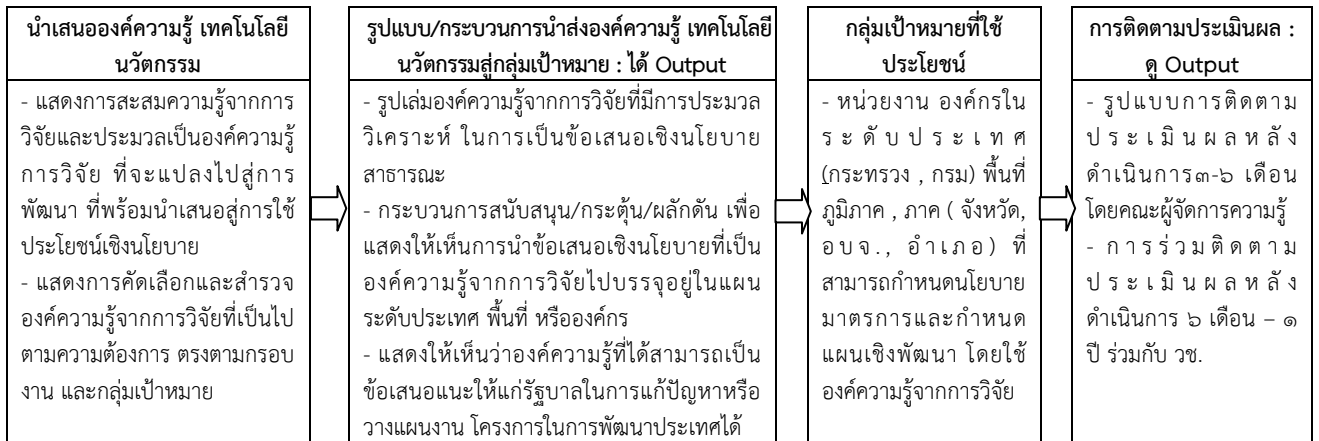 นำเสนอองค์ความรู้ เทคโนโลยี
นวัตกรรม
- แสดงการสะสมความรู้จากการ
วิจัยและประมวลเป็นองค์ความรู้
การวิจัย ที่จะแปลงไปสู่การ
พัฒนา ที่พร้อมนำเสนอสู่การใช้
ประโยชน์เชิงนโยบาย
- แสดงการคัดเลือกและสำรวจ
องค์ความรู้จากการวิจัยที่เป็นไป
ตามความต้องการ ตรงตามกรอบ
งาน และกลุ่มเป้าหมาย
รูปแบบ/กระบวนการนำส่งองค์ความรู้ เทคโนโลยี
นวัตกรรมสู่กลุ่มเป้าหมาย : ได้ Output
- รูปเล่มองค์ความรู้จากการวิจัยที่มีการประมวล
วิเคราะห์ ในการเป็นข้อเสนอเชิงนโยบาย
สาธารณะ
- กระบวนการสนับสนุน/กระตุ้น/ผลักดัน เพื่อ
แสดงให้เห็นการนำข้อเสนอเชิงนโยบายที่เป็น
องค์ความรู้จากการวิจัยไปบรรจุอยู่ในแผน
ระดับประเทศ พื้นที่ หรือองค์กร
- แสดงให้เห็นว่าองค์ความรู้ที่ได้สามารถเป็น
ข้อเสนอแนะให้แก่รัฐบาลในการแก้ปัญหาหรือ
วางแผนงาน โครงการในการพัฒนาประเทศได้
กลุ่มเป้าหมายที่ใช้
ประโยชน์
- หน่วยงาน องค์กรใน
ระดับประเทศ
(กระทรวง , กรม) พื้นที่
ภูมิภาค , ภาค ( จังหวัด,
อบจ., อำเภอ) ที่
สามารถกำหนดนโยบาย
มาตรการและกำหนด
แผนเชิงพัฒนา โดยใช้
องค์ความรู้จากการวิจัย
การติดตามประเมินผล :
ดู Output
- รูปแบบการติดตาม
ประเมินผลหลัง
ดำเนินการ๓-๖ เดือน
โดยคณะผู้จัดการความรู้
- การร่วมติดตาม
ประเมินผลหลัง
ดำเนินการ ๖ เดือน – ๑
ปี ร่วมกับ วช.